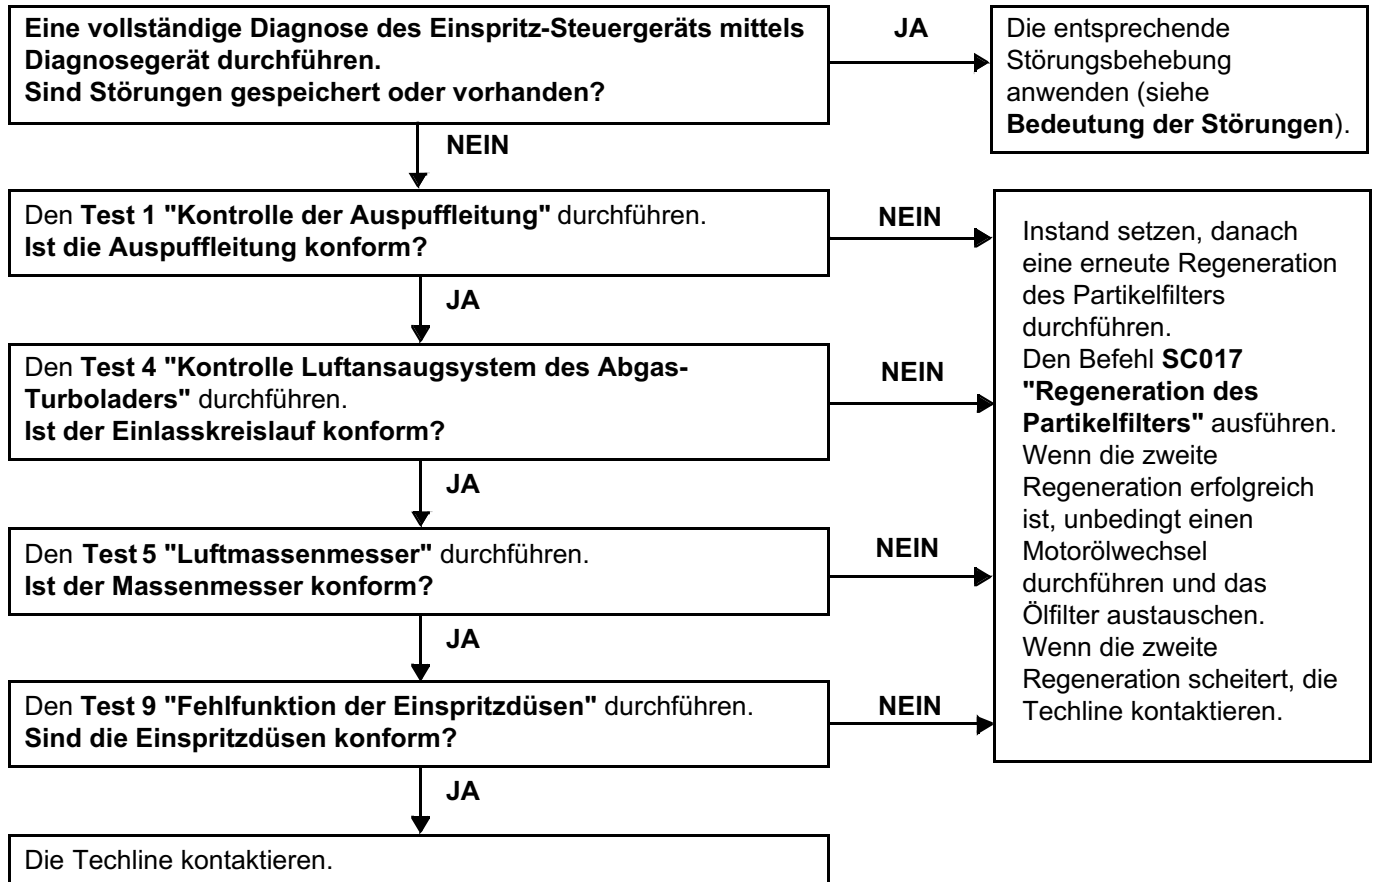 Eine vollständige Diagnose des Einspritz-Steuergeräts mittels
Diagnosegerät durchführen.
Sind Störungen gespeichert oder vorhanden?
JA
Die entsprechende
Störungsbehebung
anwenden (siehe
Bedeutung der Störungen).
NEIN
Den Test 1 "Kontrolle der Auspuffleitung" durchführen.
Ist die Auspuffleitung konform?
NEIN
JA
Den Test 4 "Kontrolle Luftansaugsystem des Abgas-
Turboladers" durchführen.
Ist der Einlasskreislauf konform?
NEIN
JA
Den Test 5 "Luftmassenmesser" durchführen.
Ist der Massenmesser konform?
NEIN
JA
Den Test 9 "Fehlfunktion der Einspritzdüsen" durchführen.
Sind die Einspritzdüsen konform?
NEIN
Instand setzen, danach
eine erneute Regeneration
des Partikelfilters
durchführen.
Den Befehl SC017
"Regeneration des
Partikelfilters" ausführen.
Wenn die zweite
Regeneration erfolgreich
ist, unbedingt einen
Motorölwechsel
durchführen und das
Ölfilter austauschen.
Wenn die zweite
Regeneration scheitert, die
Techline kontaktieren.
JA
Die Techline kontaktieren.